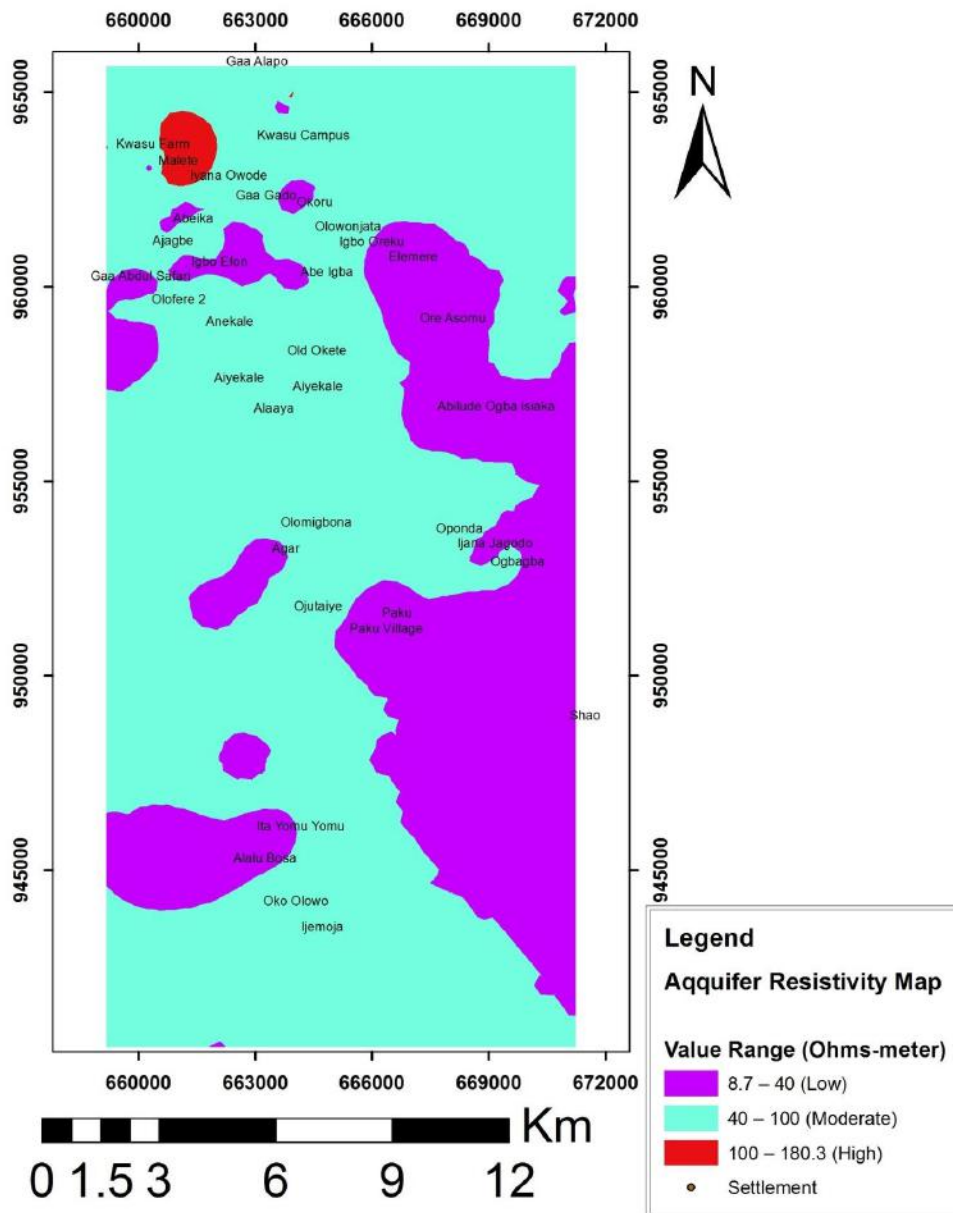 660000 663000 666000 669000 672000
Gaa Alapo
965000 965000
N
Kwasu Campus
Kwasu Farm
Malete
Iyana Owode
Gaa Gado
Okoru
Abeika
Olowonjata
Ajagbe
Igbo Oreku
Elemere
Igbo Efon
Abe Igba
Gaa Aboul Safari
960000 960000
Olofere 2
Anekale
Ore Asomu
Old Okete
Aiyekale
Aiyekale
Alaaya
Abilude Ogba isiaka
955000 955000
Olomigbona
Oponda
Agar
Ijana Jagodo
Ogbagba
Ojutaiye
Paku
Paku Village
950000 950000
Shao
Ita Yomu Yomu
Alalu Bosa
945000 945000
Oko Olowo
Ijemoja
660000 663000 666000 669000 672000
Km
0 1.5 3 6 9 12
Legend
Aqquifer Resistivity Map
Value Range (Ohms-meter)
8.7 – 40 (Low)
40 – 100 (Moderate)
100 – 180.3 (High)
Settlement